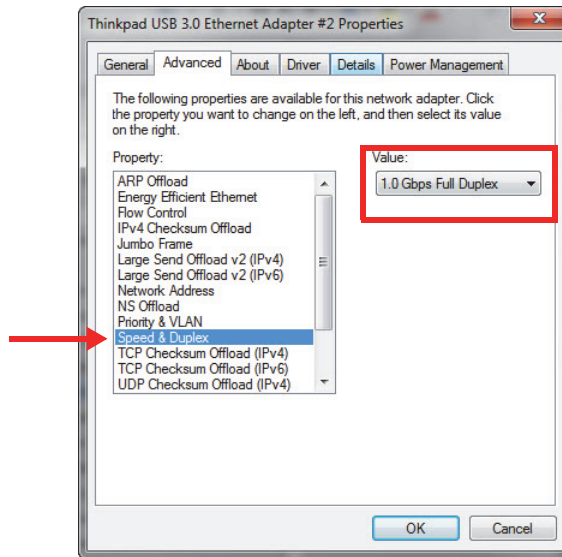 Thinkpad USB 3.0 Ethernet Adapter #2 Properties
General Advanced About Driver Details Power Management
The following properties are available for this network adapter. Click
the property you want to change on the left, and then select its value
on the right.
Property:
Value:
ARP Offload
Energy Efficient Ethernet
Flow Control
IPv4 Checksum Offload
Jumbo Frame
Large Send Offload v2 (IPv4)
Large Send Offload v2 (IPv6)
Network Address
NS Offload
Priority & VLAN
Speed & Duplex
TCP Checksum Offload (IPv4)
TCP Checksum Offload (IPv6)
UDP Checksum Offload (IPv4)
1.0 Gbps Full Duplex
OK Cancel